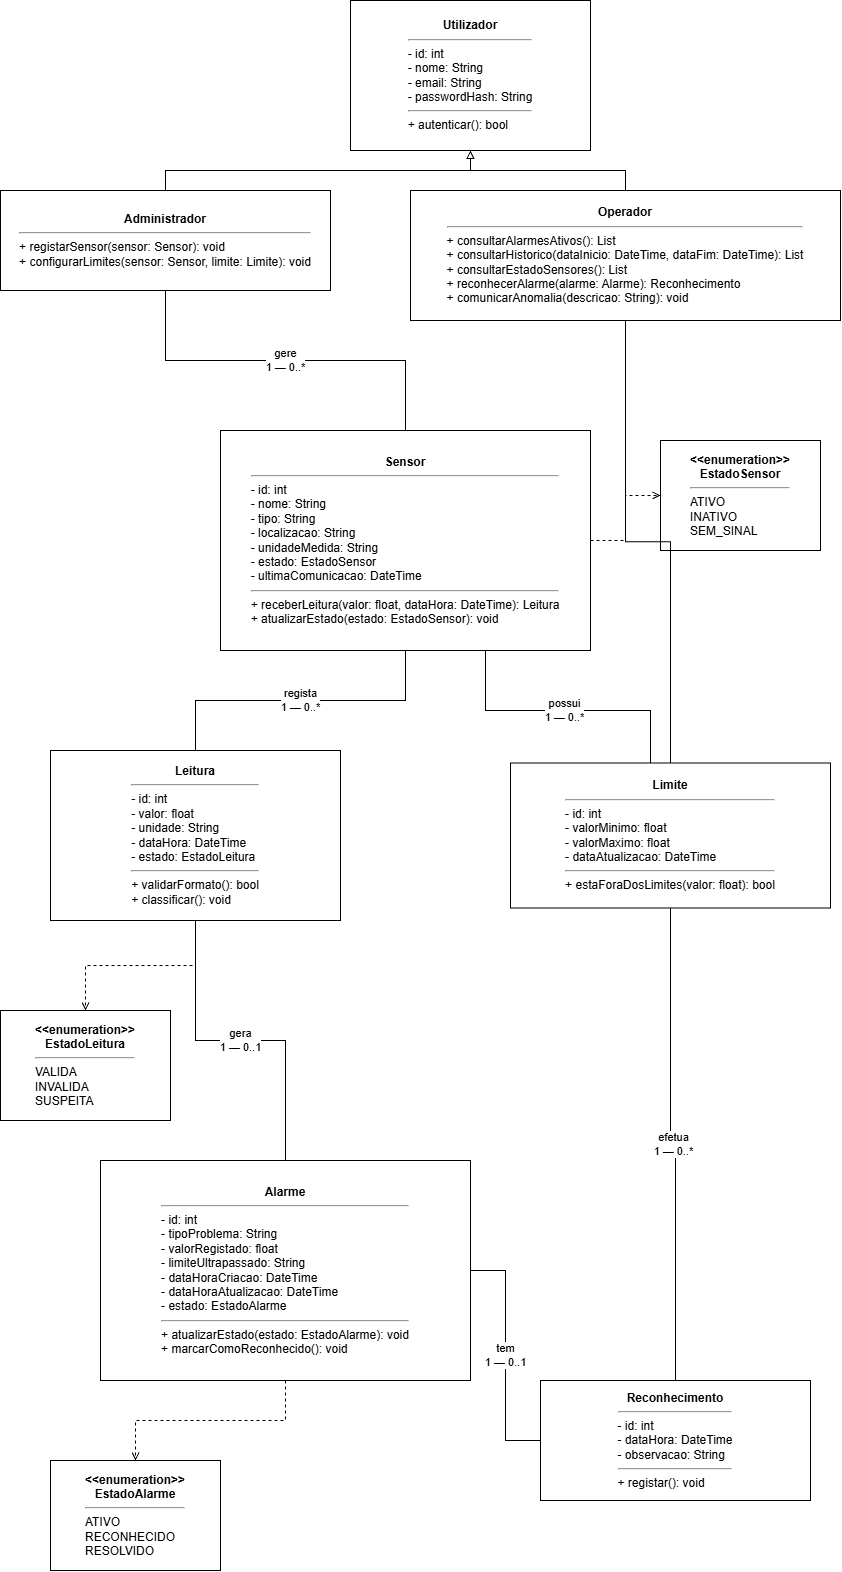 Utilizador
- id: int
- nome: String
- email: String
- passwordHash: String
+ autenticar(): bool
Administrador
+ registarSensor(sensor: Sensor): void
+ configurarLimites(sensor: Sensor, limite: Limite): void
Operador
+ consultarAlarmesAtivos(): List
+ consultarHistorico(dataInicio: DateTime, dataFim: DateTime): List
+ consultarEstadoSensores(): List
+ reconhecerAlarme(alarme: Alarme): Reconhecimento
+ comunicarAnomalia(descricao: String): void
gere
1 — 0..*
Sensor
- id: int
- nome: String
- tipo: String
- localizacao: String
- unidadeMedida: String
- estado: EstadoSensor
- ultimaComunicacao: DateTime
+ receberLeitura(valor: float, dataHora: DateTime): Leitura
+ atualizarEstado(estado: EstadoSensor): void
<<enumeration>>
EstadoSensor
ATIVO
INATIVO
SEM_SINAL
regista
1 — 0..*
possui
1 — 0..*
Leitura
- id: int
- valor: float
- unidade: String
- dataHora: DateTime
- estado: EstadoLeitura
+ validarFormato(): bool
+ classificar(): void
Limite
- id: int
- valorMinimo: float
- valorMaximo: float
- dataAtualizacao: DateTime
+ estaForaDosLimites(valor: float): bool
<<enumeration>>
EstadoLeitura
VALIDA
INVALIDA
SUSPEITA
gera
1 — 0..1
efetua
1 — 0..*
Alarme
- id: int
- tipoProblema: String
- valorRegistado: float
- limiteUltrapassado: String
- dataHoraCriacao: DateTime
- dataHoraAtualizacao: DateTime
- estado: EstadoAlarme
+ atualizarEstado(estado: EstadoAlarme): void
+ marcarComoReconhecido(): void
tem
1 — 0..1
Reconhecimento
- id: int
- dataHora: DateTime
- observacao: String
+ registar(): void
<<enumeration>>
EstadoAlarme
ATIVO
RECONHECIDO
RESOLVIDO